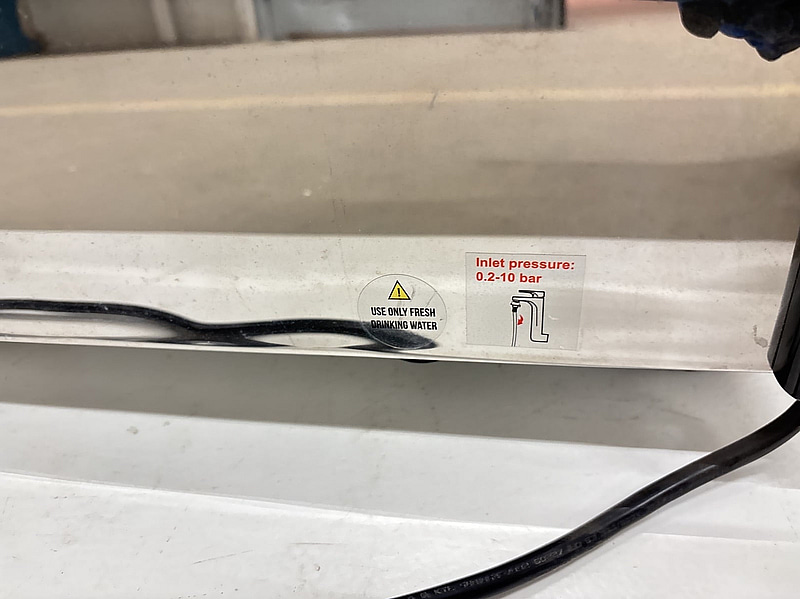 USE ONLY FRESH
DRINKING WATER
Inlet pressure:
0.2-10 bar